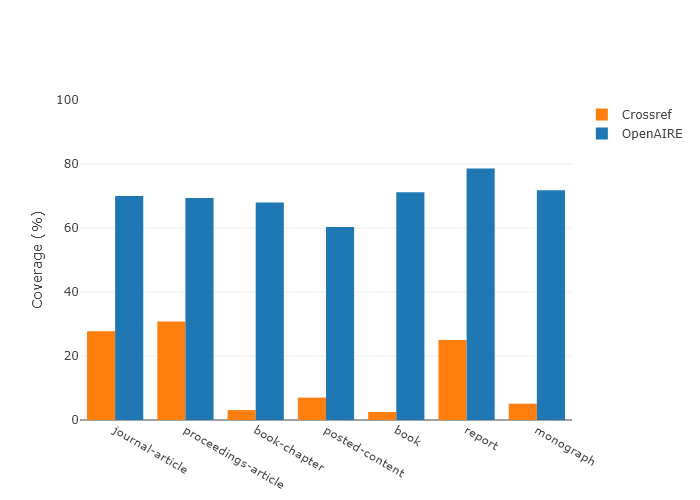 100
80
60
40
20
0
Coverage (%)
journal-article
proceedings-article
book-chapter
posted-content
book
report
monograph
Crossref
OpenAIRE